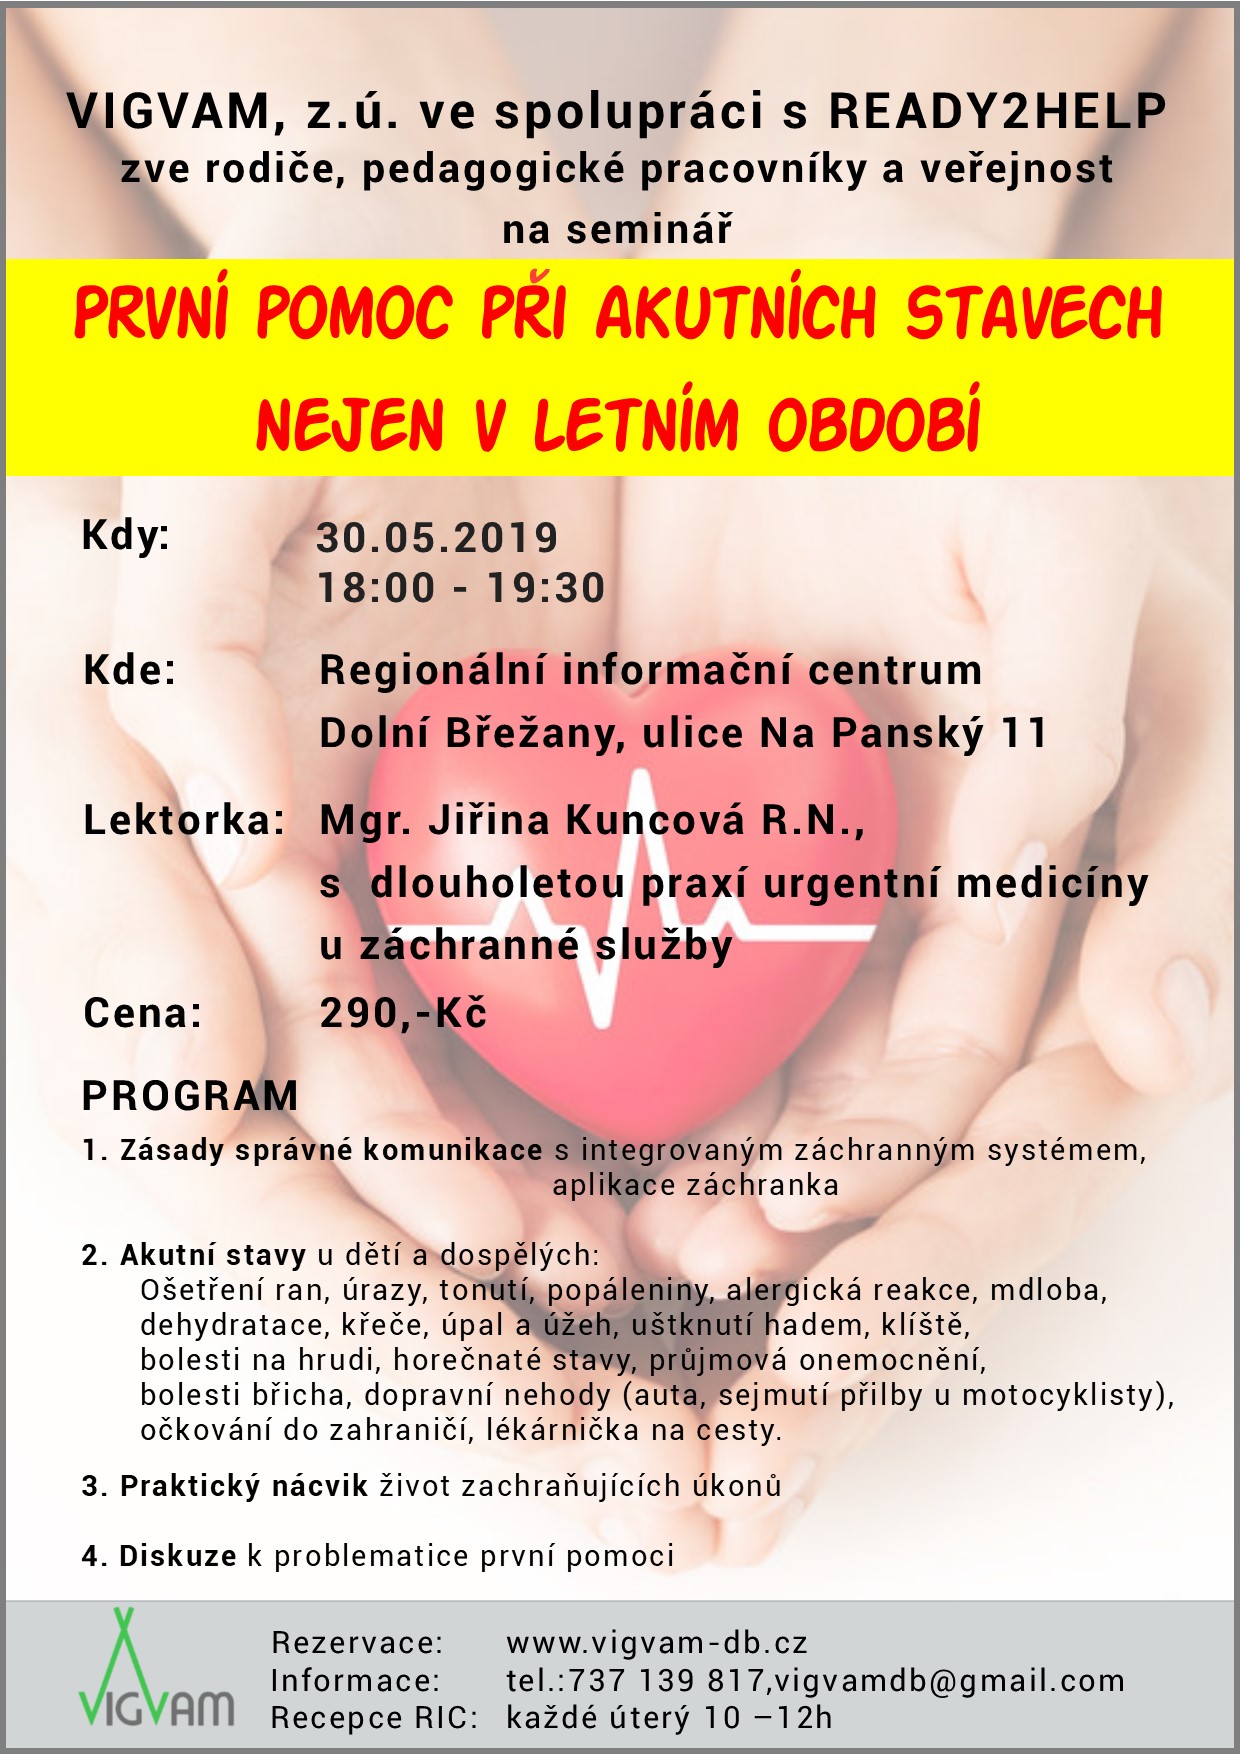 VIGVAM, z.ú. ve spolupráci s READY2HELP
zve rodiče, pedagogické pracovníky a veřejnost
na seminář
PRVNÍ POMOC PŘI AKUTNÍCH STAVECH
NEJEN V LETNÍM OBDOBÍ
Kdy: 30.05.2019
18:00 - 19:30
Kde: Regionální informační centrum
Dolní Břežany, ulice Na Panský 11
Lektorka: Mgr. Jiřina Kuncová R.N.,
s dlouholetou praxí urgentní medicíny
u záchranné služby
Cena: 290,-Kč
PROGRAM
1. Zásady správné komunikace s integrovaným záchranným systémem,
aplikace záchranka
2. Akutní stavy u dětí a dospělých:
Ošetření ran, úrazy, tonutí, popáleniny, alergická reakce, mdloba,
dehydratace, křeče, úpal a úžeh, uštknutí hadem, klíště,
bolesti na hrudi, horečnaté stavy, průjmová onemocnění,
bolesti břicha, dopravní nehody (auta, sejmutí přilby u motocyklisty),
očkování do zahraničí, lékárnička na cesty.
3. Praktický nácvik život zachraňujících úkonů
4. Diskuze k problematice první pomoci
VIGVAM
Rezervace: www.vigvam-db.cz
Informace: tel.:737 139 817,vigvamdb@gmail.com
Recepce RIC: každé úterý 10 –12h